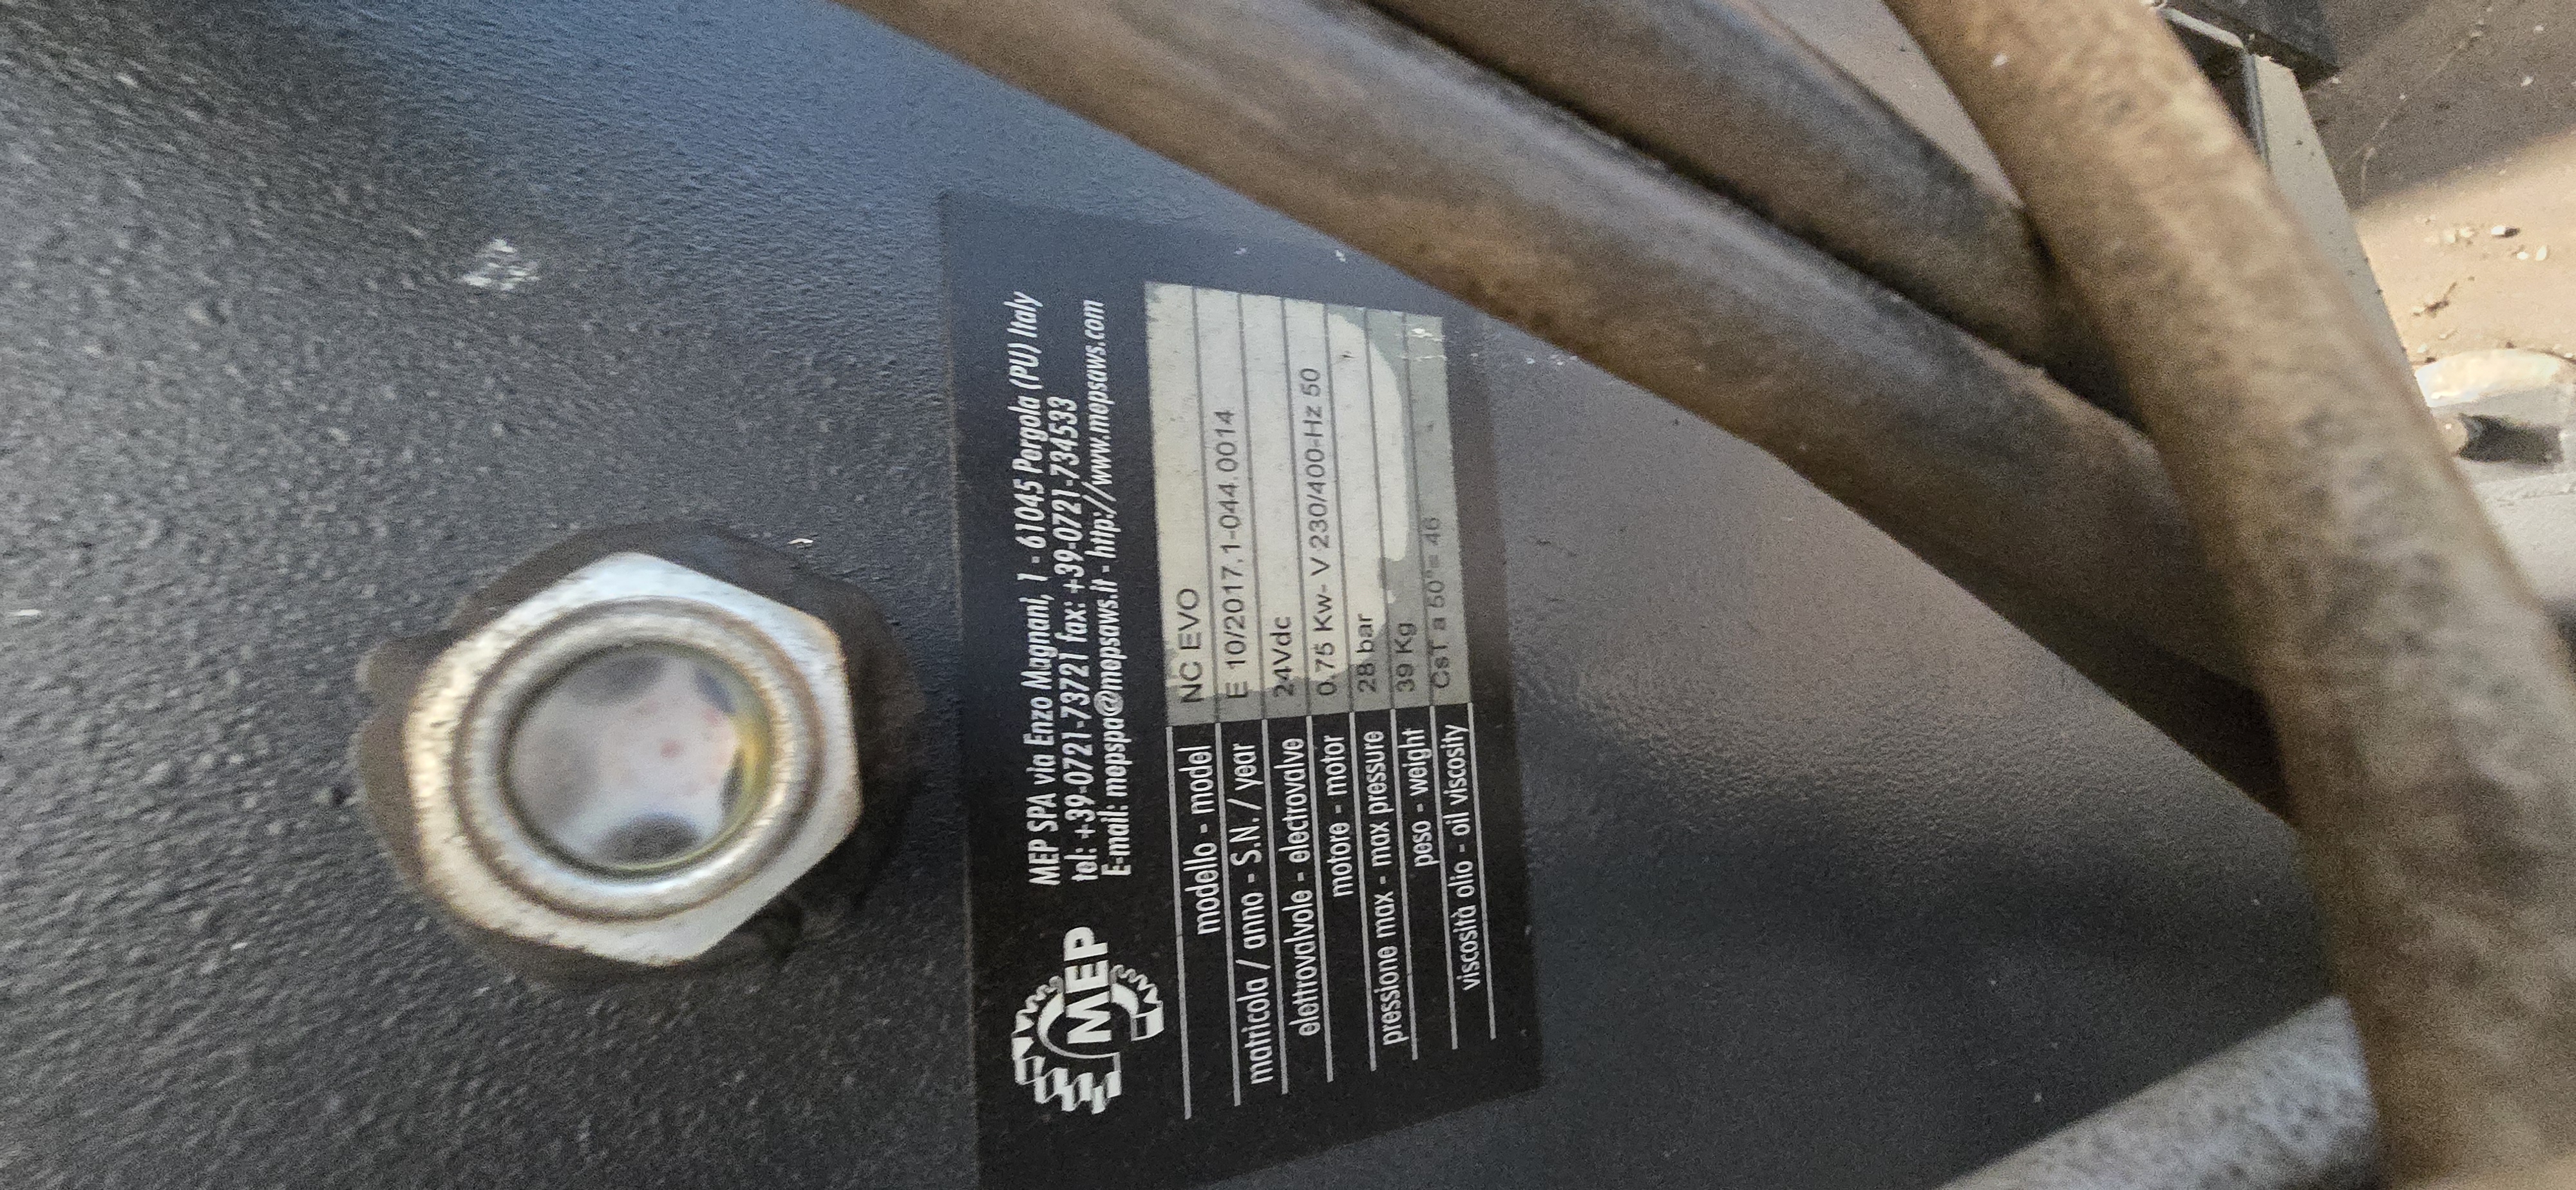 MEP
MEP SPA via Enzo Magnani, 1 - 61045 Pergola (PU) Italy
tel: +39-0721-73721 fax: +39-0721-734533
E-mail: mepspa@mepsaws.it - http://www.mepsaws.com
modello - model NC EVO
matricola / anno - S.N. / year E 10/2017.1-044.0014
elettrovalvole - electrovalve 24Vdc
motore - motor 0.75 Kw- V 230/400-Hz 50
pressione max - max pressure 28 bar
peso - weight 39 Kg
viscosità olio - oil viscosity CsT a 50°= 46